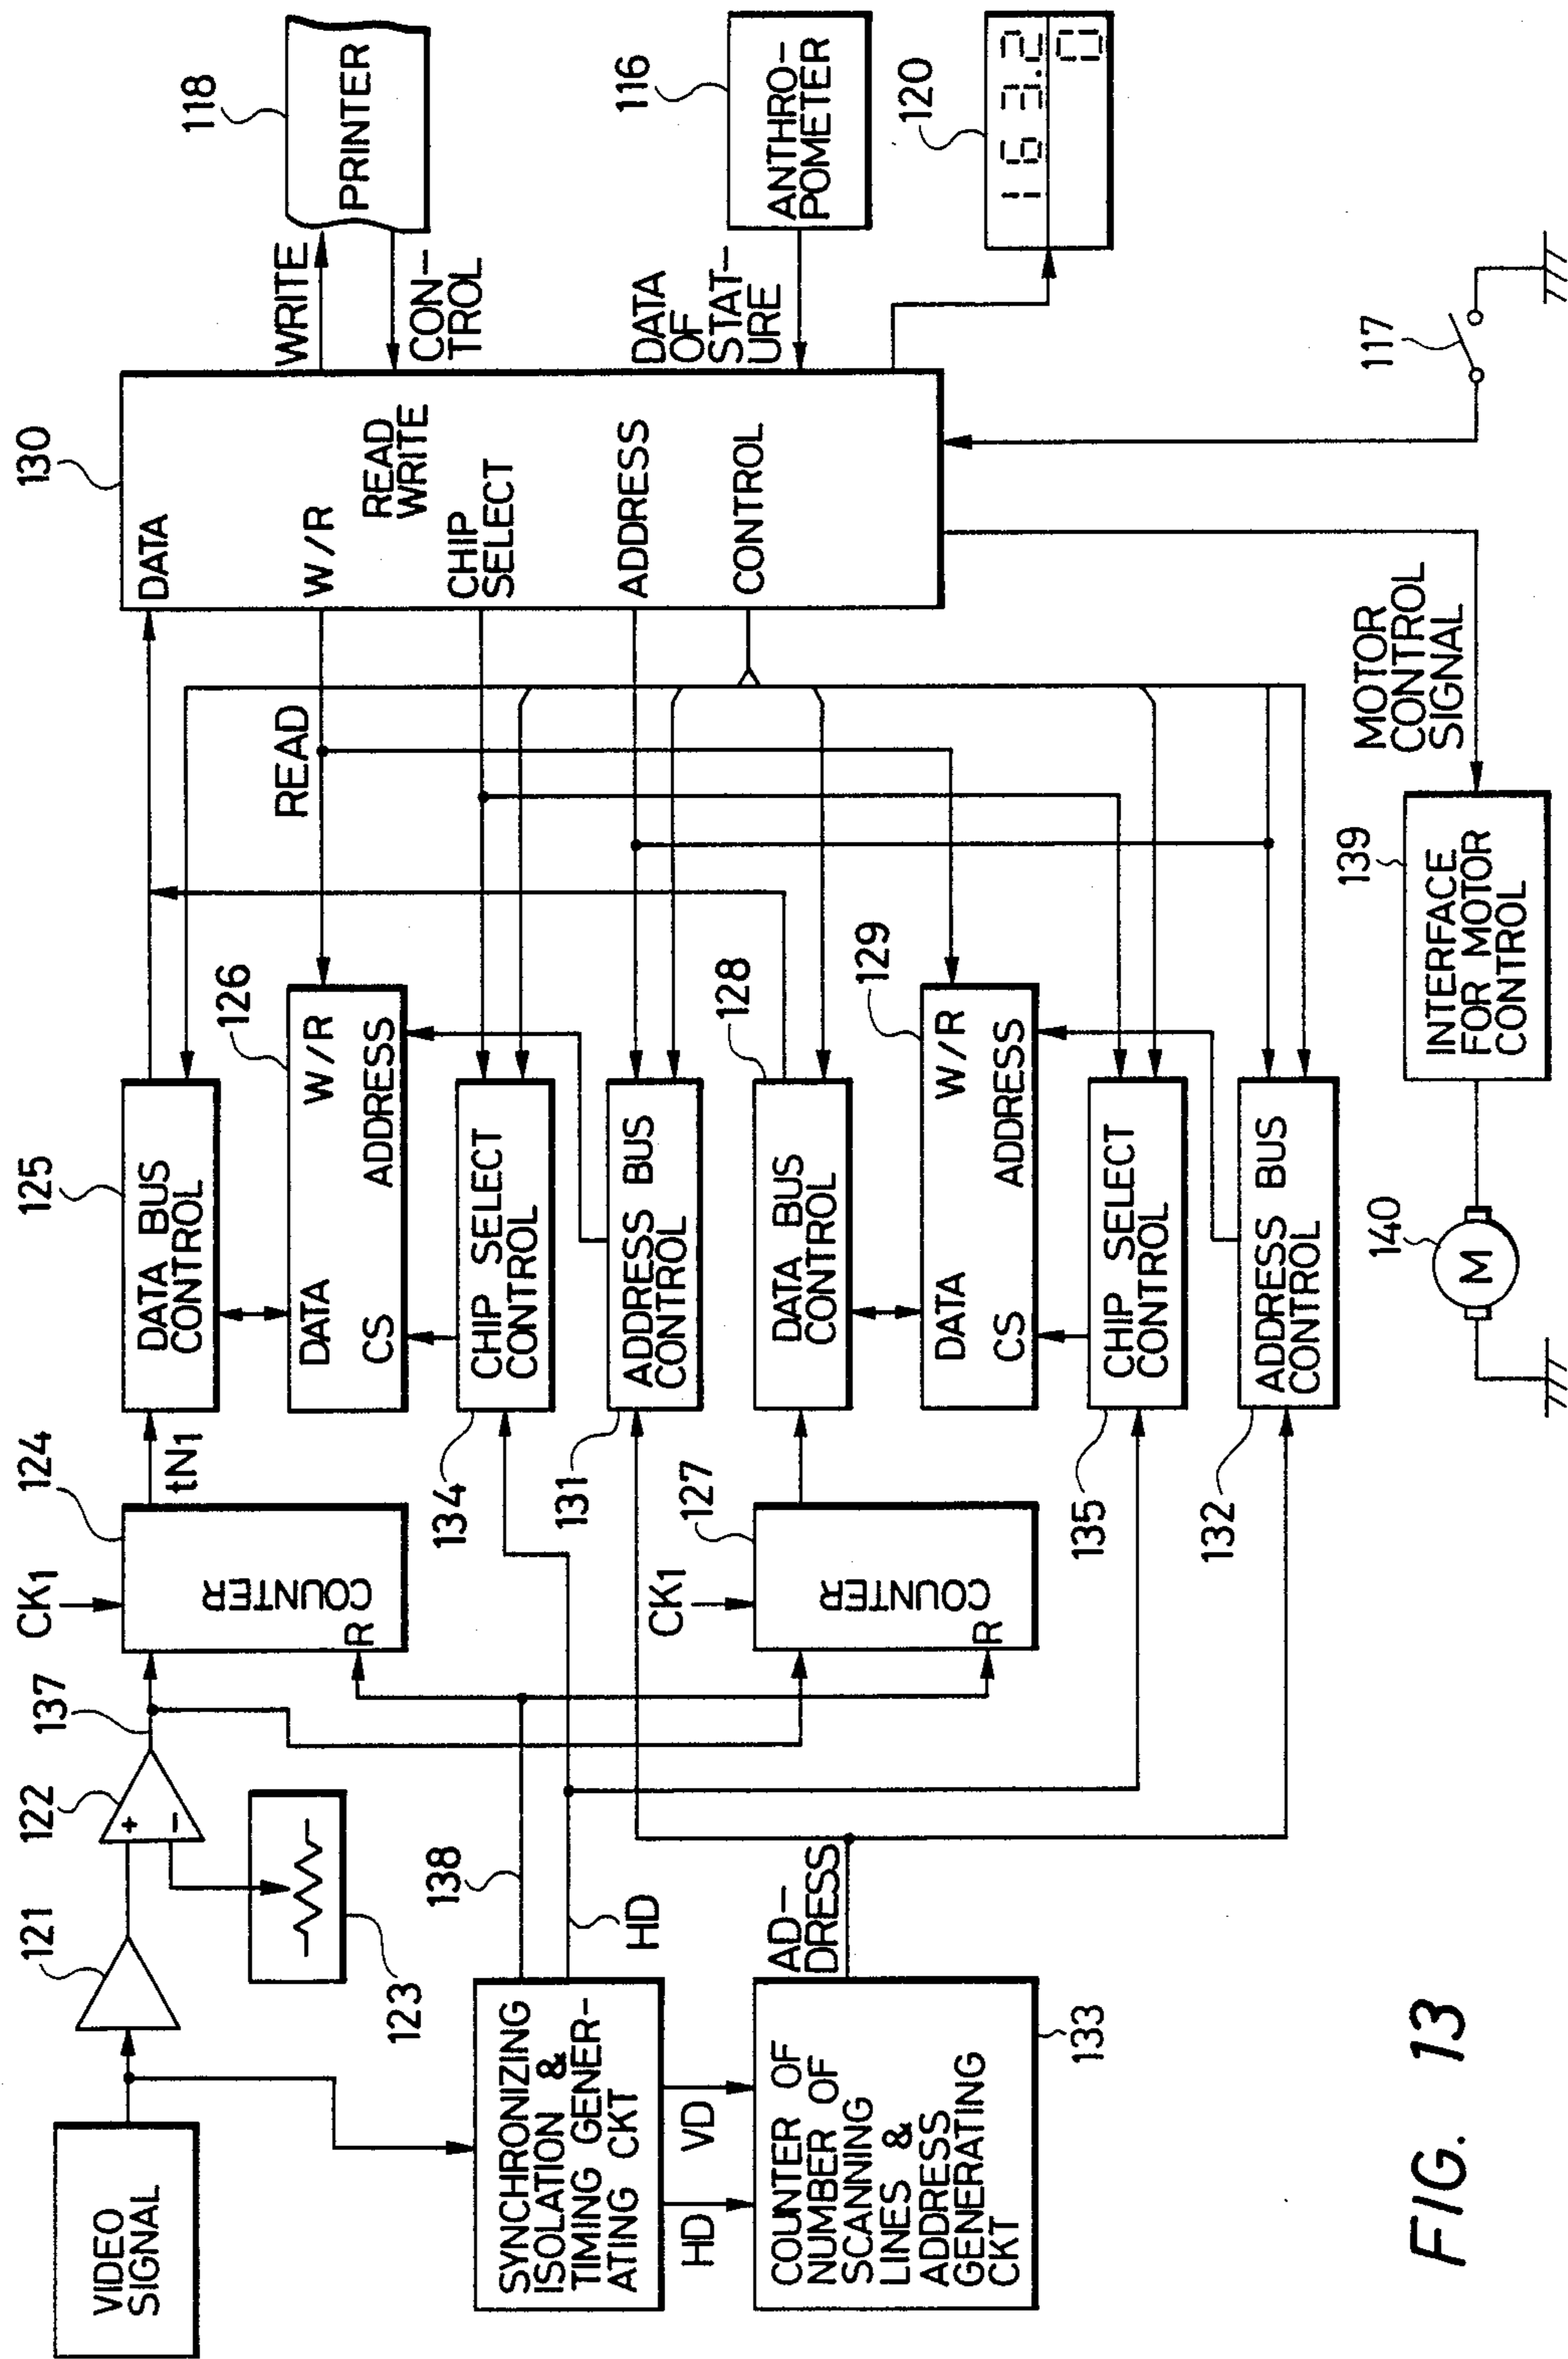 VIDEO
SIGNAL
121
122
+
−
123
137
CK1
124
COUNTER
R
tN1
125
DATA BUS
CONTROL
126
DATA
W/R
CS
ADDRESS
134
CHIP SELECT
CONTROL
131
ADDRESS BUS
CONTROL
SYNCHRONIZING
ISOLATION &
TIMING GENER-
ATING CKT
138
HD
HD
VD
COUNTER OF
NUMBER OF
SCANNING
LINES &
ADDRESS
GENERATING
CKT
133
AD-
DRESS
CK1
127
COUNTER
R
128
DATA BUS
CONTROL
129
DATA
W/R
CS
ADDRESS
135
CHIP SELECT
CONTROL
132
ADDRESS BUS
CONTROL
READ
130
DATA
W/R
READ
WRITE
CHIP
SELECT
ADDRESS
CONTROL
WRITE
CON-
TROL
118
PRINTER
DATA
OF
STAT-
URE
116
ANTHRO-
POMETER
120
163.2
0
117
MOTOR
CONTROL
SIGNAL
139
INTERFACE
FOR MOTOR
CONTROL
140
M
FIG. 13